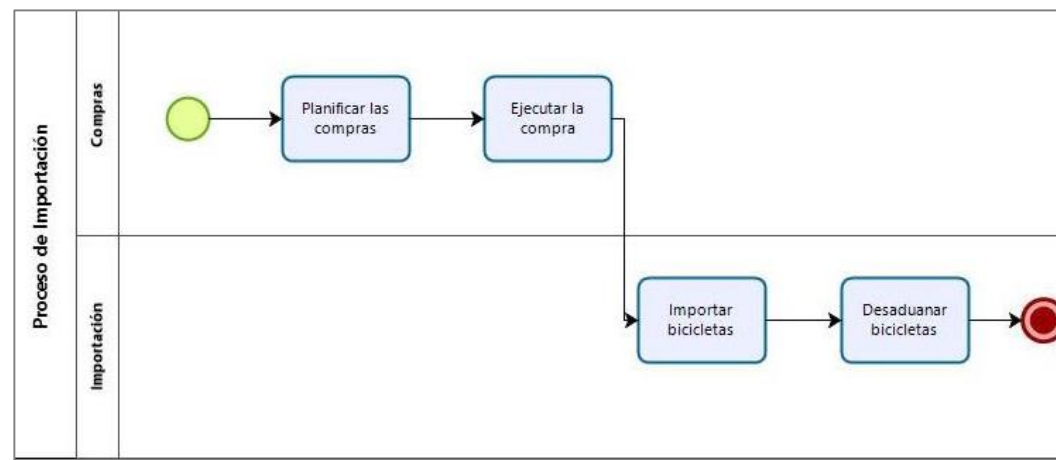 Proceso de Importación
Compras
Planificar las
compras
Ejecutar la
compra
Importación
Importar
bicicletas
Desaduanar
bicicletas